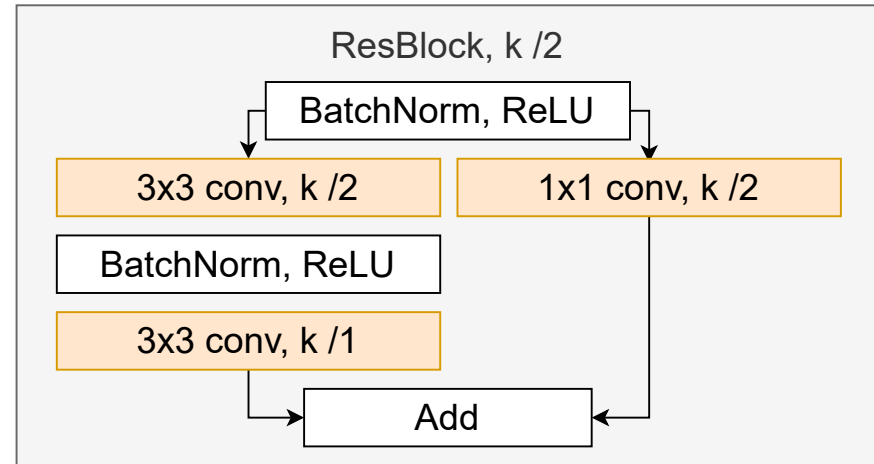 ResBlock, k /2
BatchNorm, ReLU
3x3 conv, k /2
1x1 conv, k /2
BatchNorm, ReLU
3x3 conv, k /1
Add